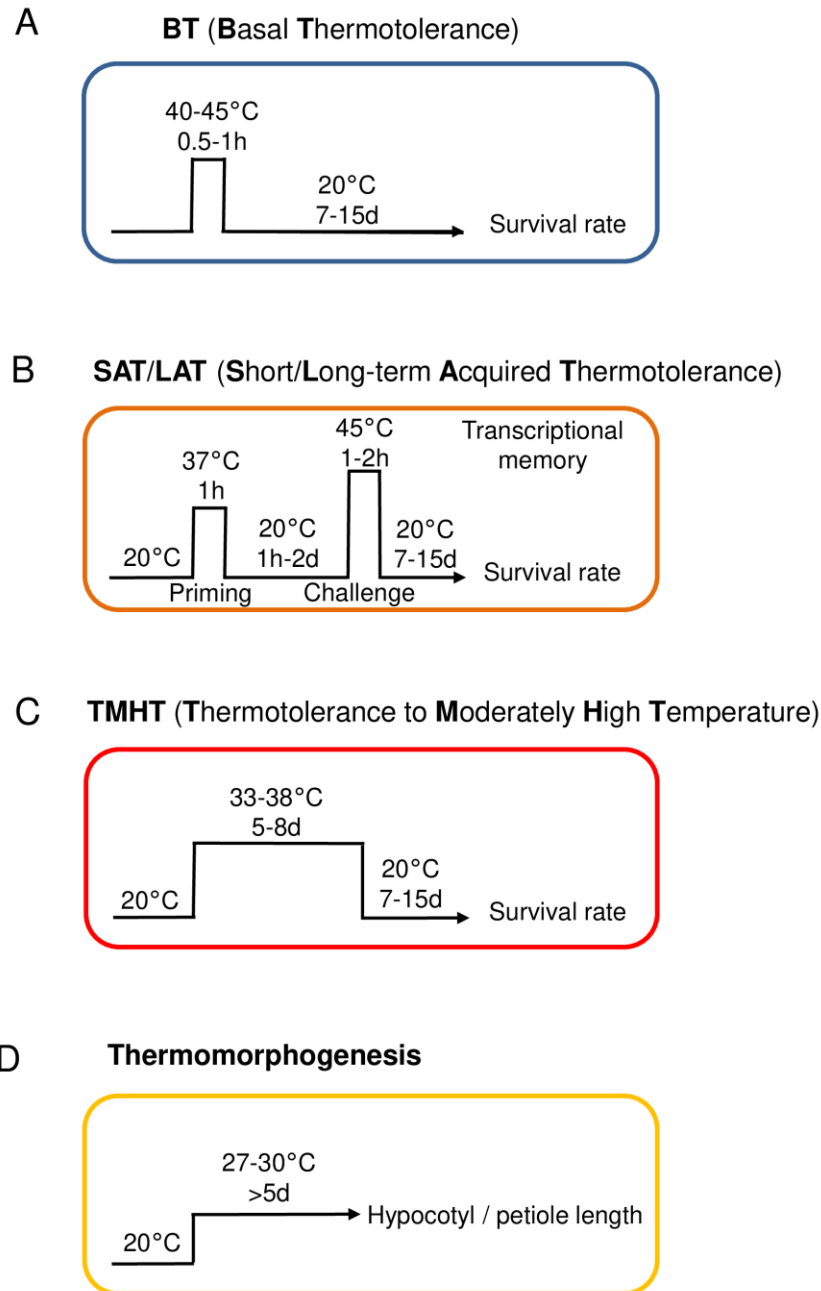 A
BT (Basal Thermotolerance)
40-45°C
0.5-1h
20°C
7-15d
Survival rate
B
SAT/LAT (Short/Long-term Acquired Thermotolerance)
45°C
1-2h
Transcriptional
memory
37°C
1h
20°C
20°C
1h-2d
20°C
7-15d
Survival rate
Priming
Challenge
C
TMHT (Thermotolerance to Moderately High Temperature)
33-38°C
5-8d
20°C
20°C
7-15d
Survival rate
D
Thermomorphogenesis
27-30°C
>5d
Hypocotyl / petiole length
20°C